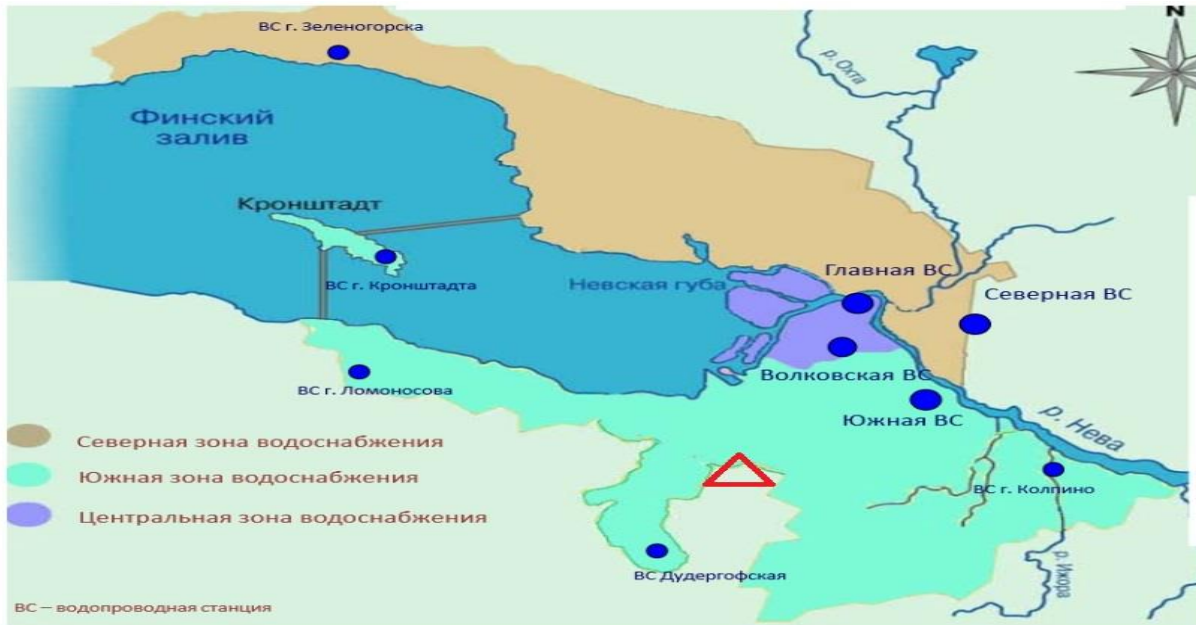 N
ВС г. Зеленогорска
р. Охта
Финский
залив
Кронштадт
ВС г. Кронштадта
Невская губа
Главная ВС
Северная ВС
Волковская ВС
ВС г. Ломоносова
Южная ВС
р. Нева
Северная зона водоснабжения
Южная зона водоснабжения
ВС г. Колпино
Центральная зона водоснабжения
ВС Дудергофская
р. Ижора
ВС – водопроводная станция